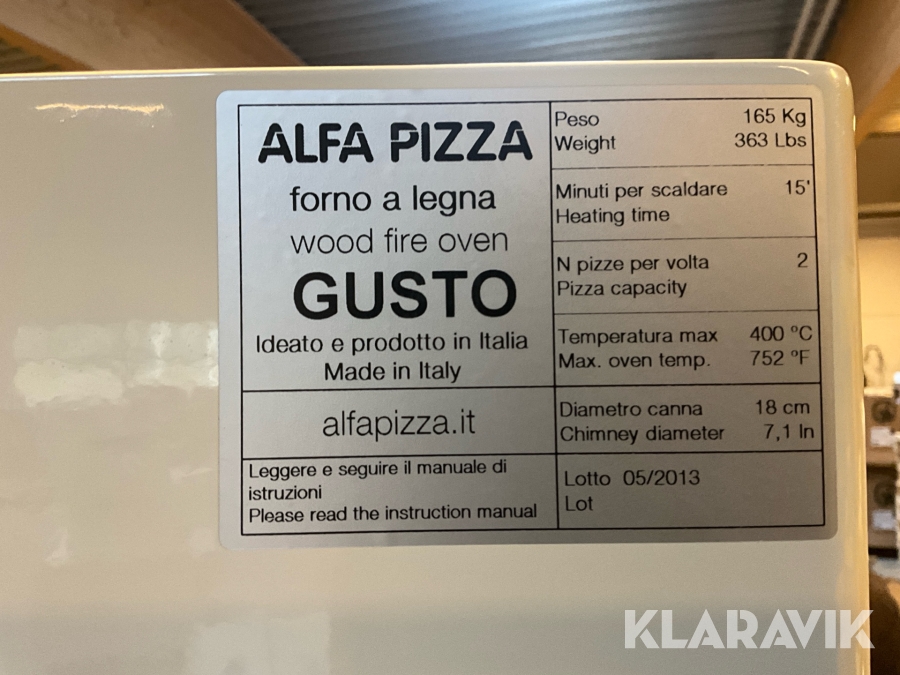 ALFA PIZZA
forno a legna
wood fire oven
GUSTO
Ideato e prodotto in Italia
Made in Italy
alfapizza.it
Leggere e seguire il manuale di
istruzioni
Please read the instruction manual
Peso 165 Kg
Weight 363 Lbs
Minuti per scaldare 15'
Heating time
N pizze per volta 2
Pizza capacity
Temperatura max 400 ºC
Max. oven temp. 752 ºF
Diametro canna 18 cm
Chimney diameter 7,1 In
Lotto 05/2013
Lot
KLARAVIK